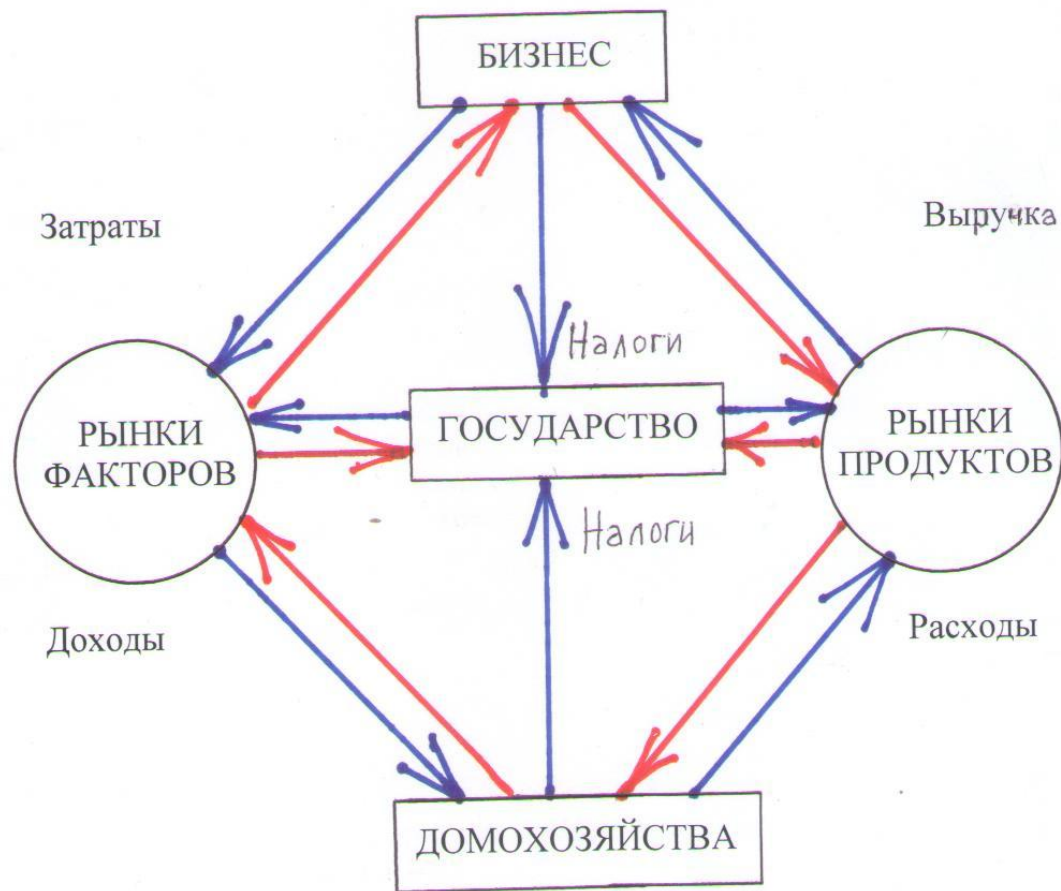 БИЗНЕС
Затраты
Выручка
Налоги
РЫНКИ
ФАКТОРОВ
ГОСУДАРСТВО
РЫНКИ
ПРОДУКТОВ
Налоги
Доходы
Расходы
ДОМОХОЗЯЙСТВА